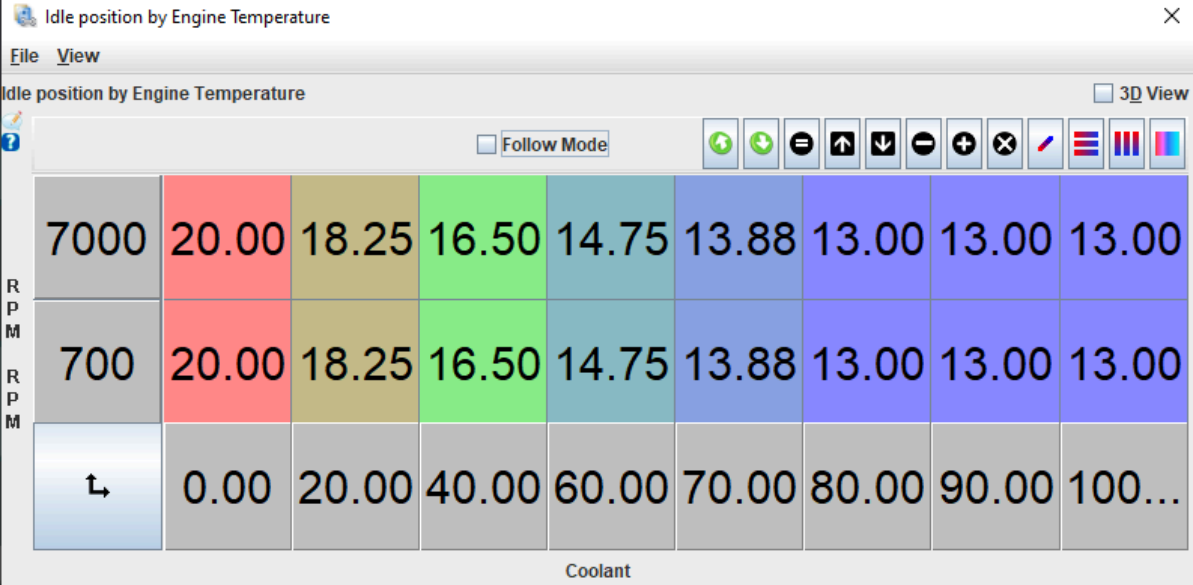 Idle position by Engine Temperature
File View
Idle position by Engine Temperature
3D View
Follow Mode
7000 20.00 18.25 16.50 14.75 13.88 13.00 13.00 13.00
RPM RPM
700 20.00 18.25 16.50 14.75 13.88 13.00 13.00 13.00
0.00 20.00 40.00 60.00 70.00 80.00 90.00 100...
Coolant